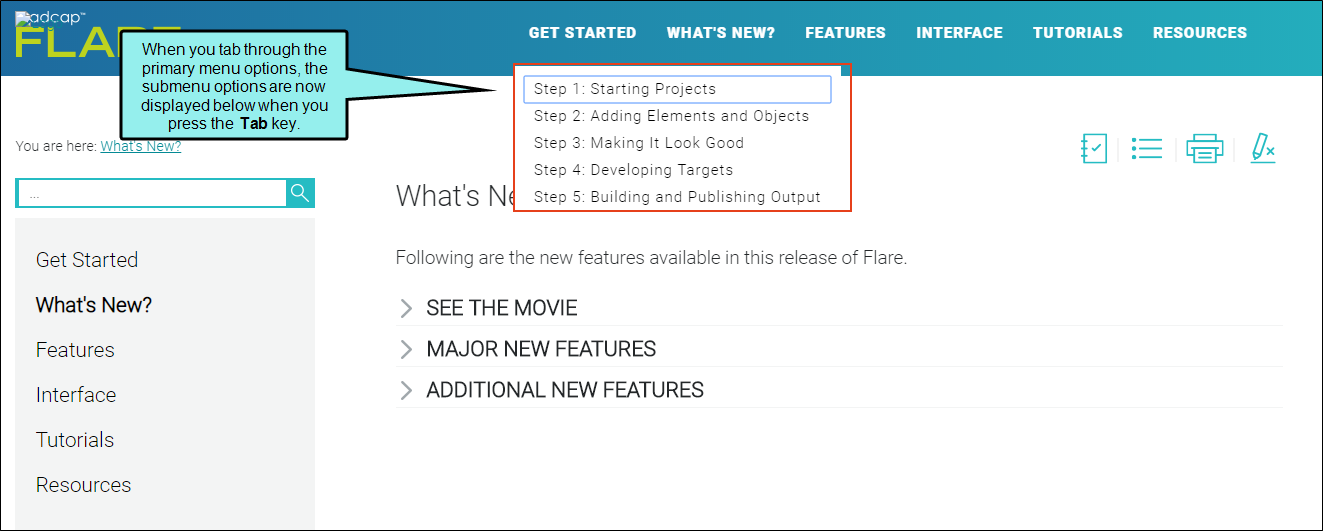 adcap™
GET STARTED WHAT'S NEW? FEATURES INTERFACE TUTORIALS RESOURCES
When you tab through the
primary menu options, the
submenu options are now
displayed below when you
press the Tab key.
Step 1: Starting Projects
Step 2: Adding Elements and Objects
Step 3: Making It Look Good
Step 4: Developing Targets
Step 5: Building and Publishing Output
You are here: What's New?
...
Get Started
What's New?
Features
Interface
Tutorials
Resources
What's
Following are the new features available in this release of Flare.
SEE THE MOVIE
MAJOR NEW FEATURES
ADDITIONAL NEW FEATURES